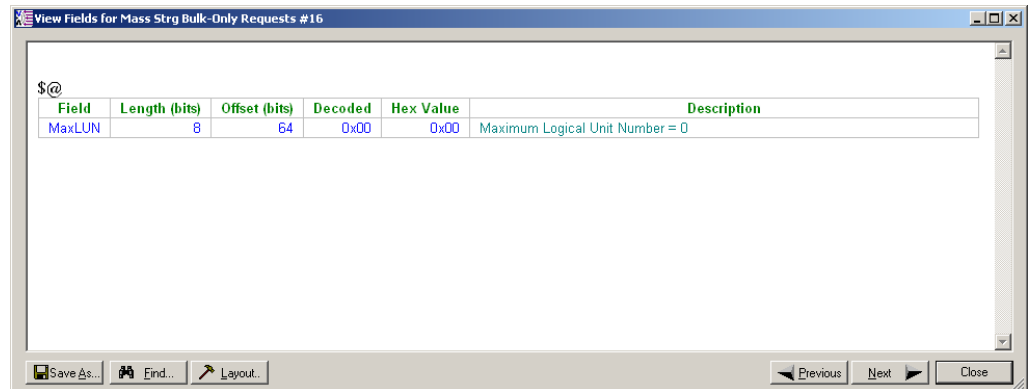 View Fields for Mass Strg Bulk-Only Requests #16
$@
Field Length (bits) Offset (bits) Decoded Hex Value Description
MaxLUN 8 64 0x00 0x00 Maximum Logical Unit Number = 0
Save As... Find... Layout.. Previous Next Close